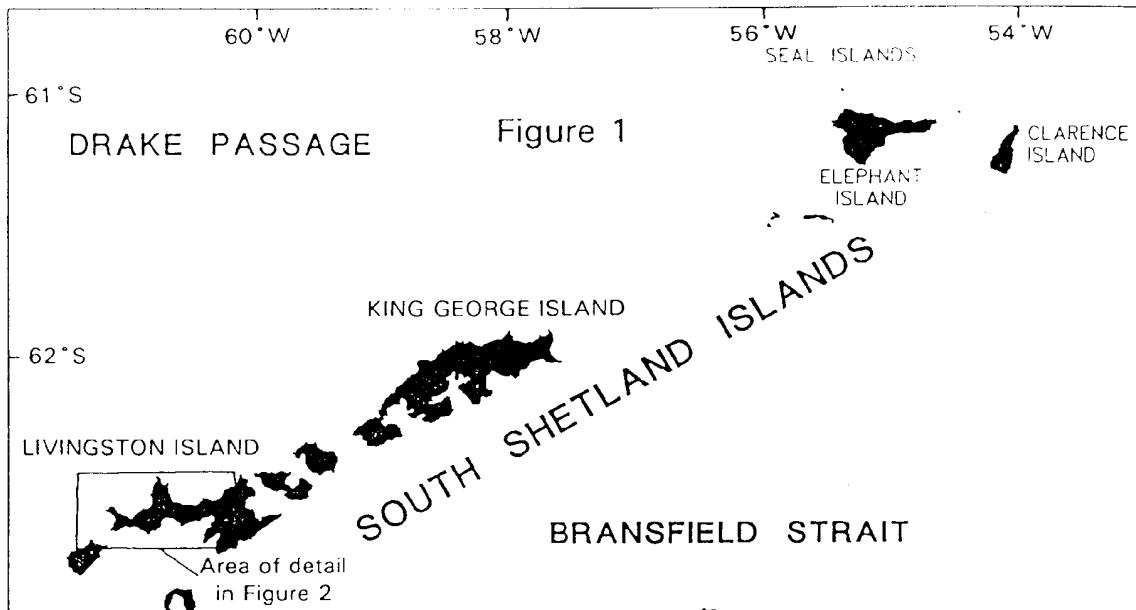 60°W
58°W
56°W
54°W
SEAL ISLANDS
61°S
DRAKE PASSAGE
Figure 1
CLARENCE
ISLAND
ELEPHANT
ISLAND
SOUTH SHETLAND ISLANDS
KING GEORGE ISLAND
62°S
LIVINGSTON ISLAND
BRANSFIELD STRAIT
Area of detail
in Figure 2